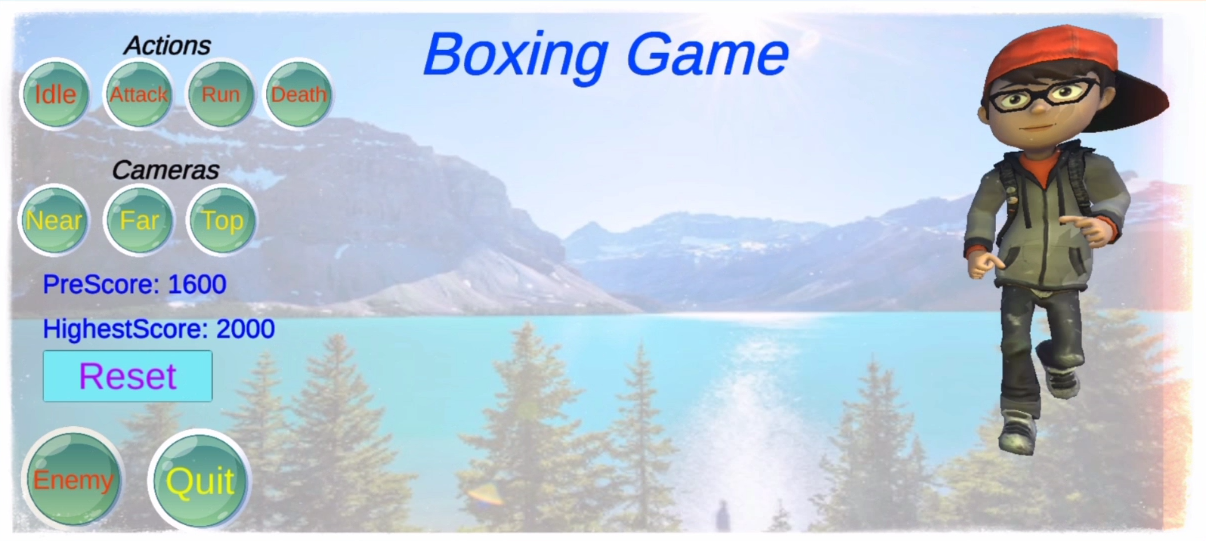 Actions
Boxing Game
Idle Attack Run Death
Cameras
Near Far Top
PreScore: 1600
HighestScore: 2000
Reset
Enemy Quit